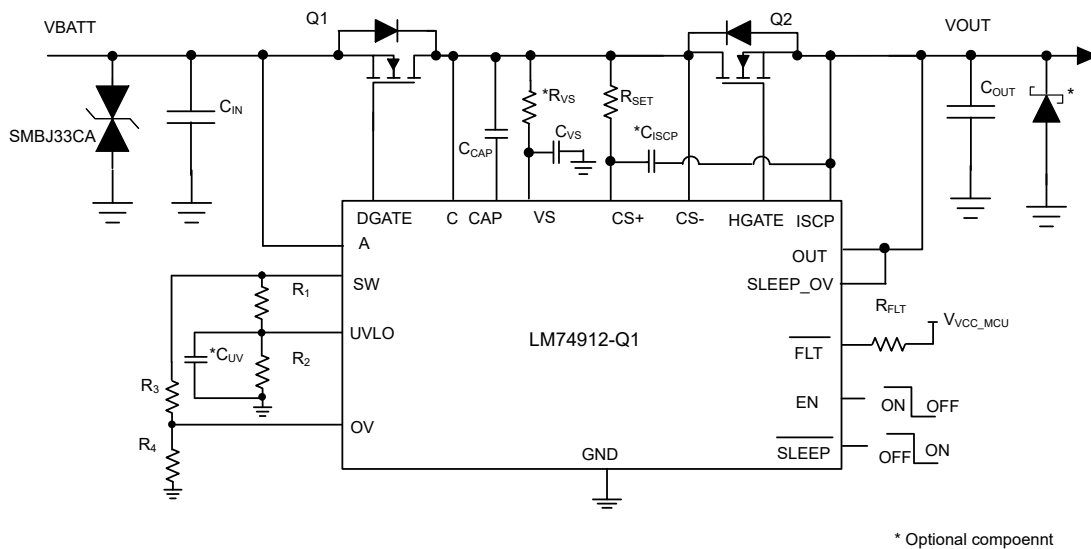 VBATT
Q1
Q2
VOUT
SMBJ33CA
CIN
CCAP
*RVS
CVS
RSET
*CISCP
COUT
*
DGATE
C
CAP
VS
CS+
CS-
HGATE
ISCP
A
OUT
SW
SLEEP_OV
R1
RFLT
VVCC_MCU
UVLO
LM74912-Q1
FLT
*CUV
R2
R3
EN
ON
OFF
OV
R4
GND
SLEEP
OFF
ON
* Optional compoennt